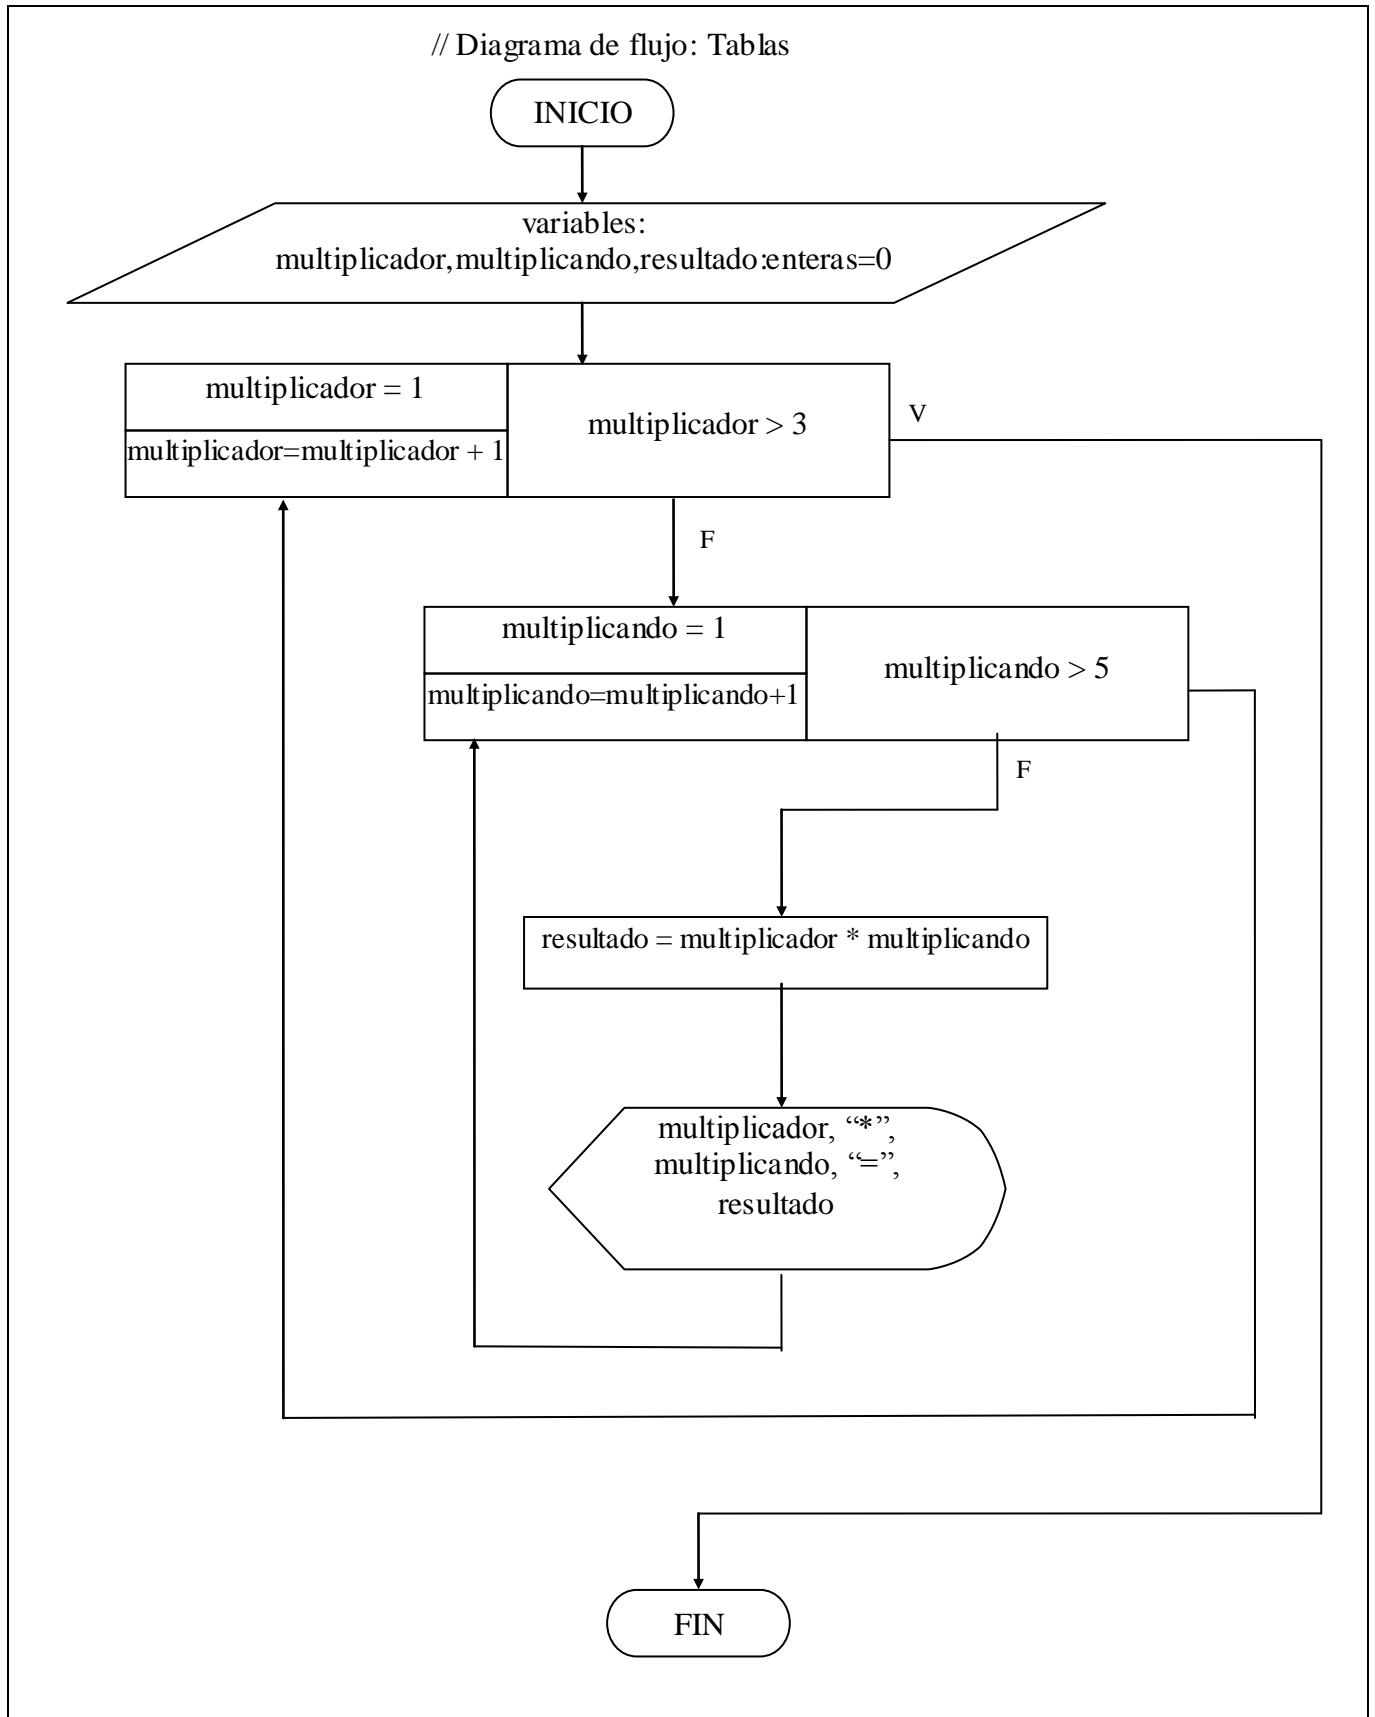 // Diagrama de flujo: Tablas
INICIO
variables:
multiplicador,multiplicando,resultado:enteras=0
multiplicador = 1
multiplicador > 3
V
multiplicador=multiplicador + 1
F
multiplicando = 1
multiplicando > 5
multiplicando=multiplicando+1
F
resultado = multiplicador * multiplicando
multiplicador, “*”,
multiplicando, “=”,
resultado
FIN